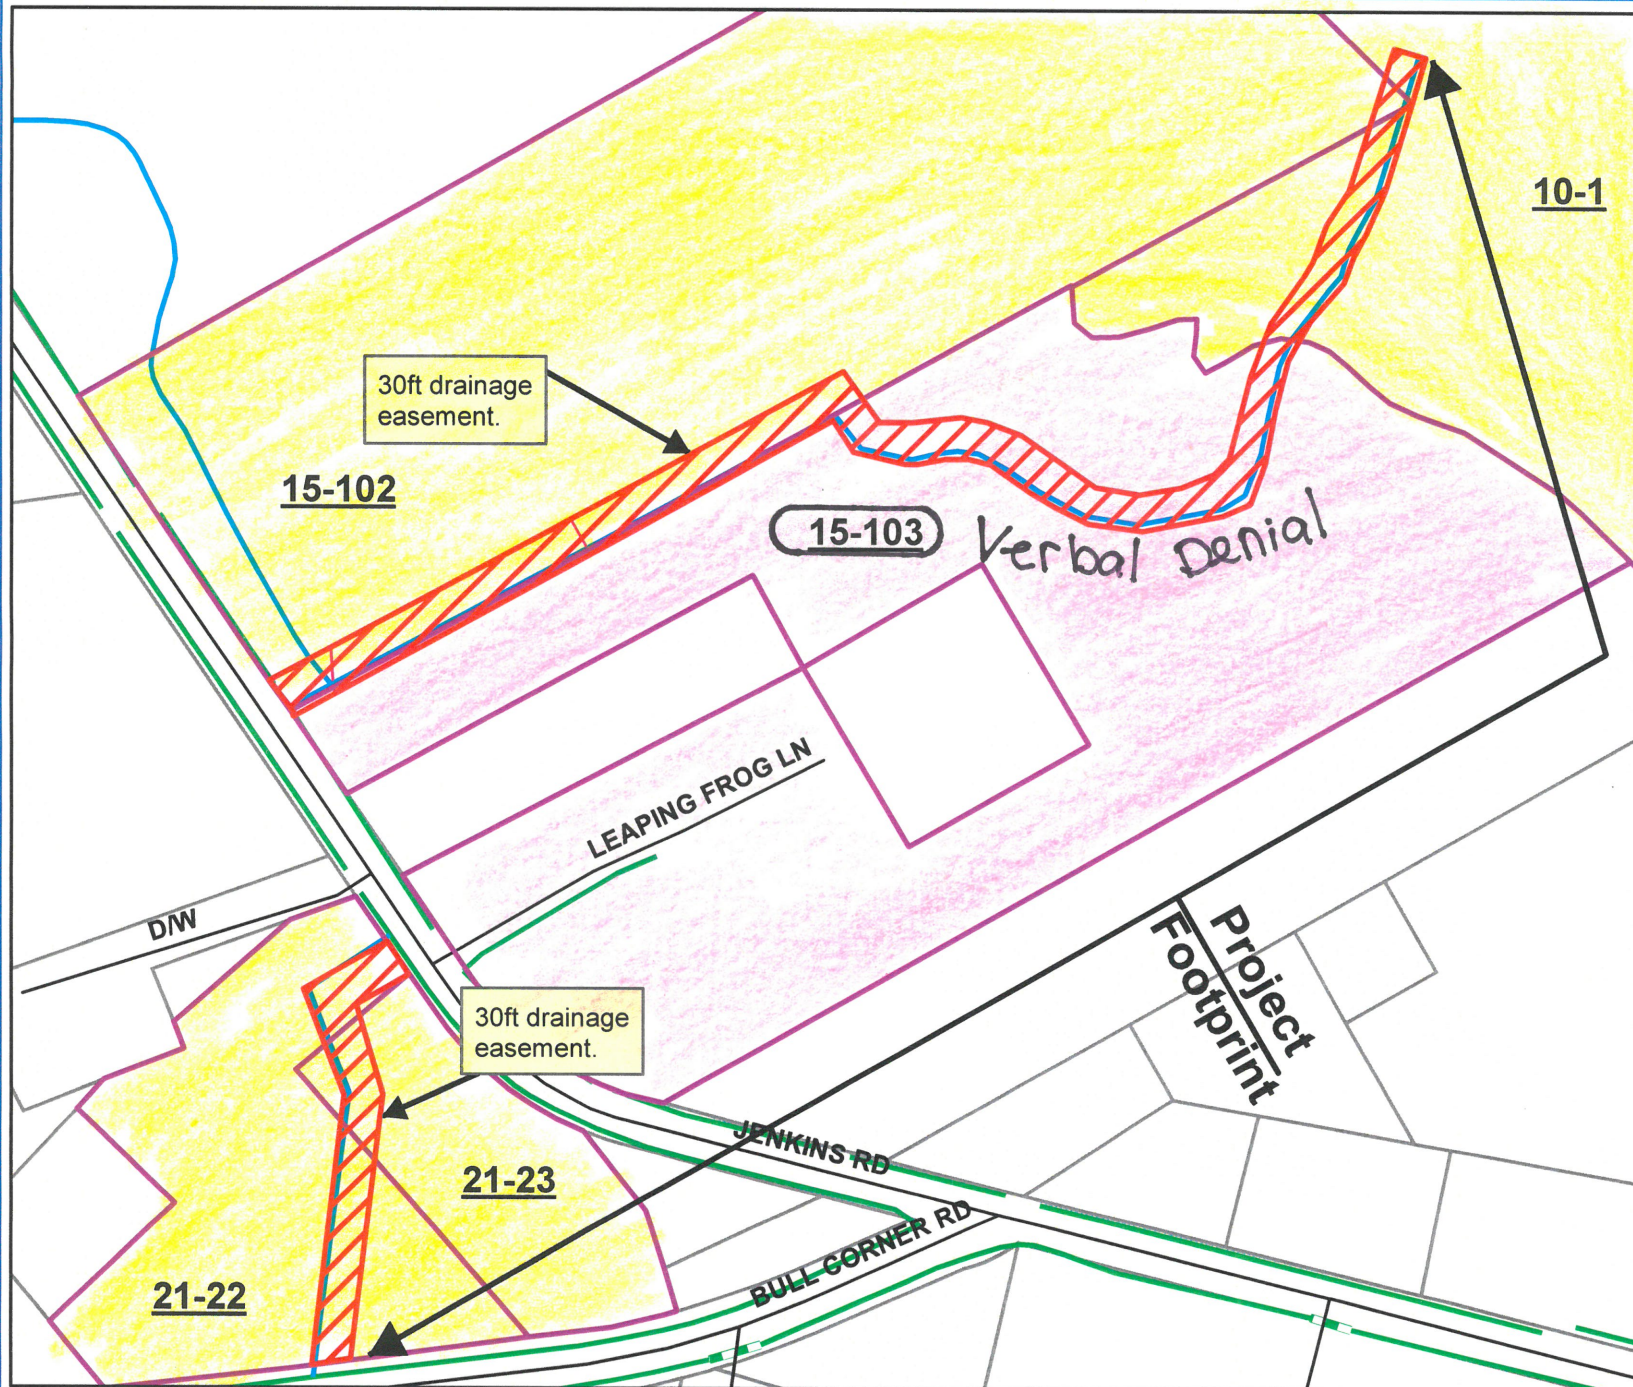 10-1
30ft drainage
easement.
15-102
15-103
Verbal Denial
LEAPING FROG LN
D/W
Project
Footprint
30ft drainage
easement.
JENKINS RD
21-23
BULL CORNER RD
21-22